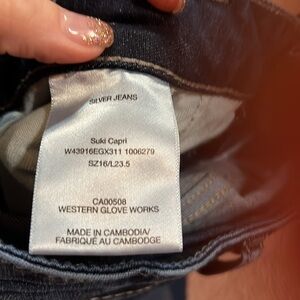 SILVER JEANS
Suki Capri
W43916EGX311 1006279
SZ16/L23.5
CA00508
WESTERN GLOVE WORKS
MADE IN CAMBODIA/
FABRIQUÉ AU CAMBODGE